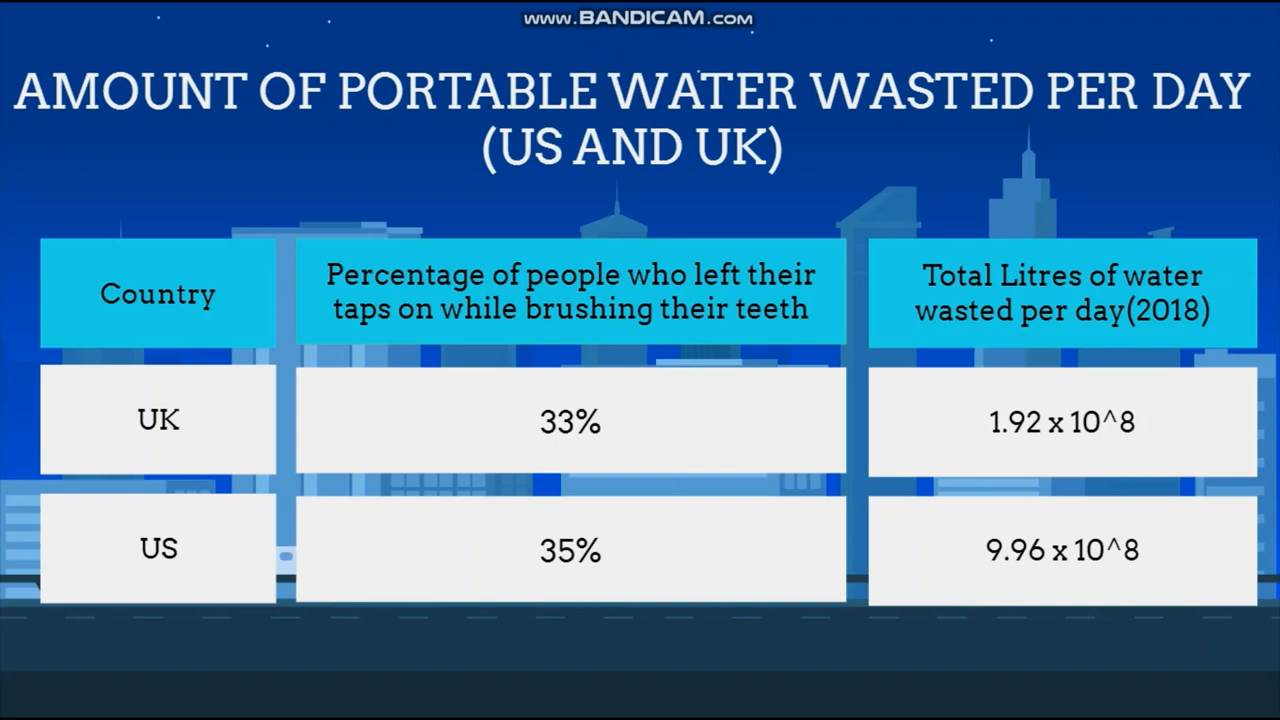 www.BANDICAM.com
AMOUNT OF PORTABLE WATER WASTED PER DAY
(US AND UK)
Country
Percentage of people who left their
taps on while brushing their teeth
Total Litres of water
wasted per day(2018)
UK
33%
1.92 x 10^8
US
35%
9.96 x 10^8